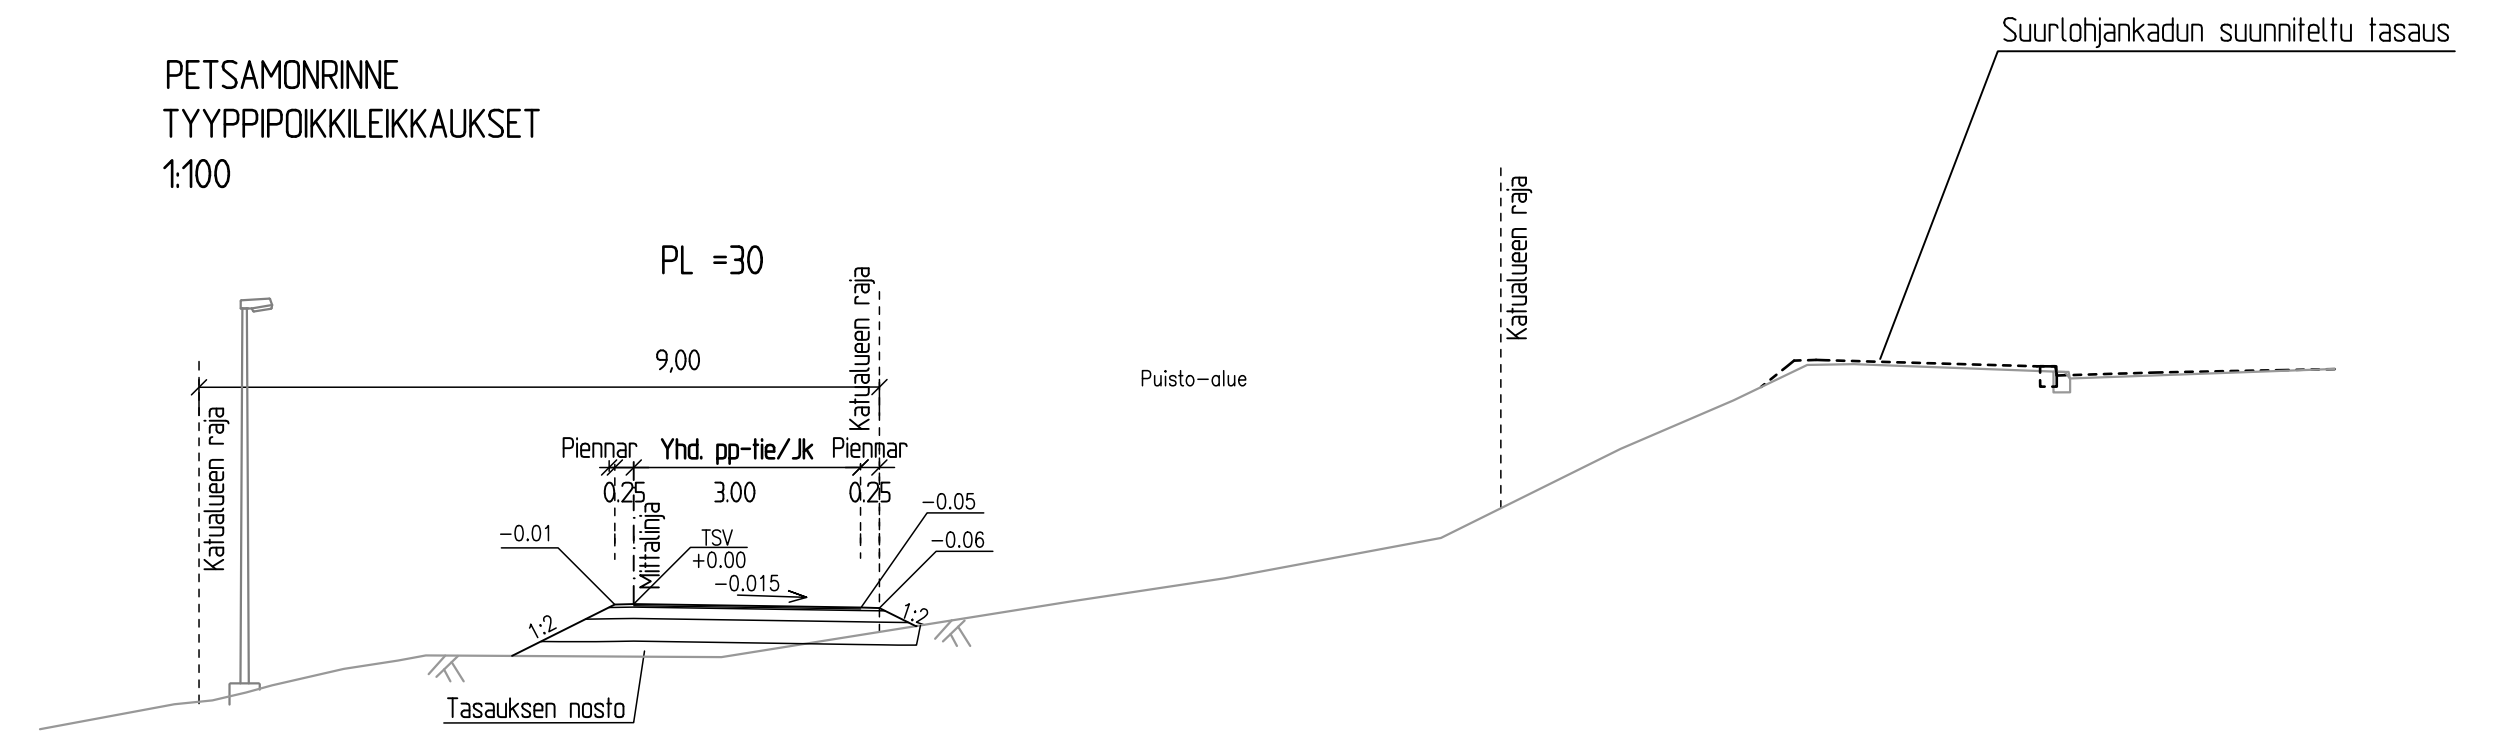 Suurlohjankadun suunniteltu tasaus
PETSAMONRINNE
TYYPPIPOIKKILEIKKAUKSET
1:100
PL =30
9,00
Katualueen raja
Katualueen raja
Katualueen raja
Puisto-alue
Piennar
Yhd. pp-tie/Jk
Piennar
0.25
3.00
0.25
Mittalinja
-0.01
TSV
+0.00
-0.015
-0.05
-0.06
1:2
1:2
Tasauksen nosto